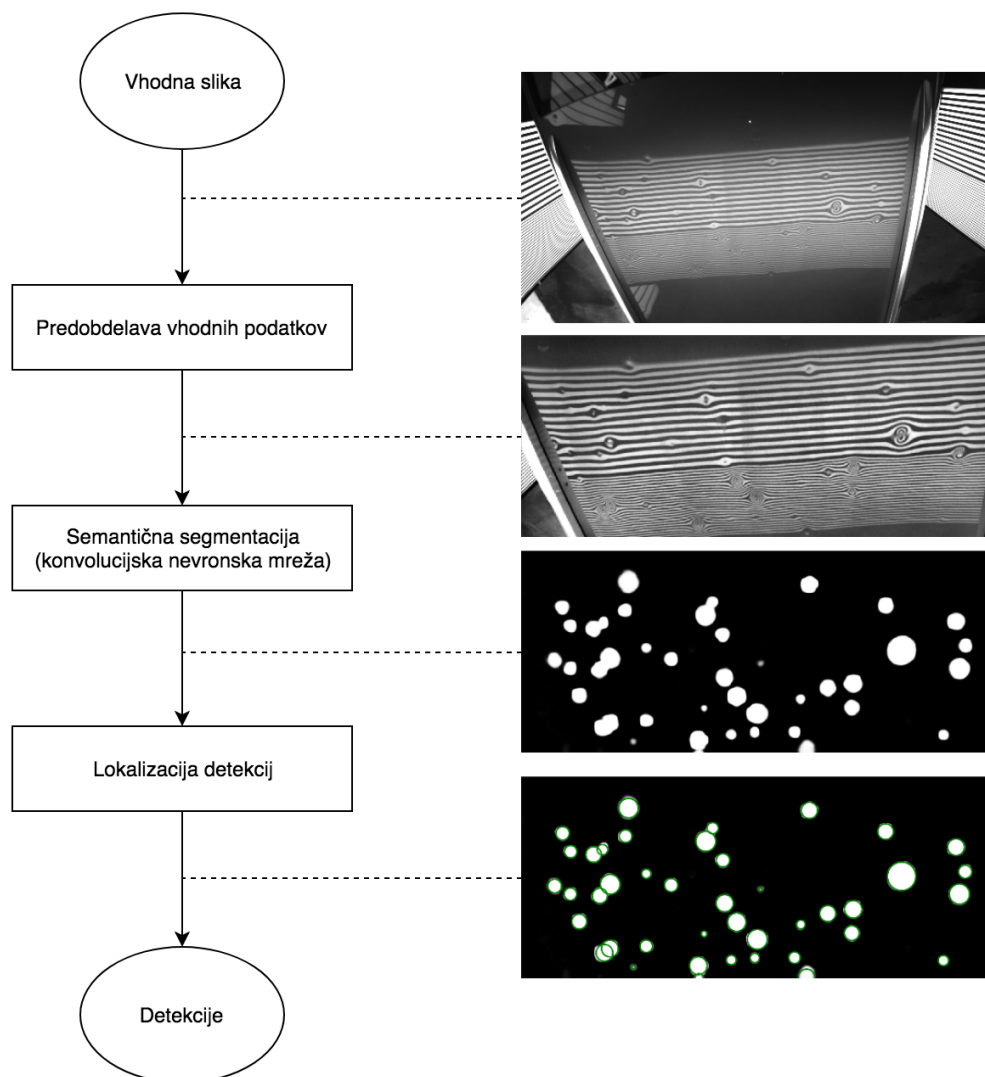 Vhodna slika
Predobdelava vhodnih podatkov
Semantična segmentacija
(konvolucijska nevronska mreža)
Lokalizacija detekcij
Detekcije